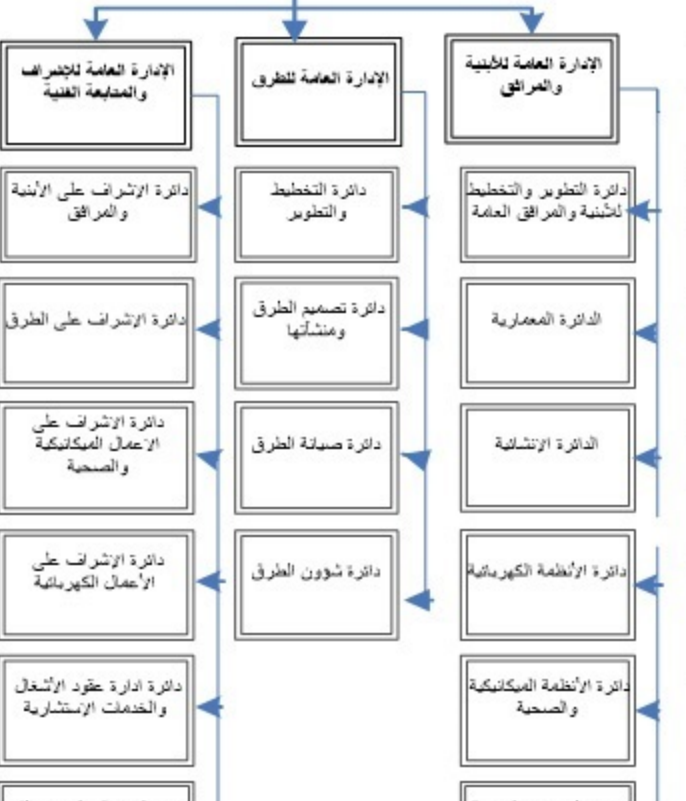 الإدارة العامة للأبنية
والمرافق
الإدارة العامة للطرق
الإدارة العامة للإشراف
والمتابعة الفنية
دائرة التطوير والتخطيط
للأبنية والمرافق العامة
دائرة التخطيط
والتطوير
دائرة الإشراف على الأبنية
والمرافق
الدائرة المعمارية
دائرة تصميم الطرق
ومنشآتها
دائرة الإشراف على الطرق
الدائرة الإنشائية
دائرة صيانة الطرق
دائرة الاشراف على
الاعمال الميكانيكية
والصحية
دائرة الأنظمة الكهربائية
دائرة شؤون الطرق
دائرة الإشراف على
الأعمال الكهربائية
دائرة الأنظمة الميكانيكية
والصحية
دائرة ادارة عقود الأشغال
والخدمات الإستشارية